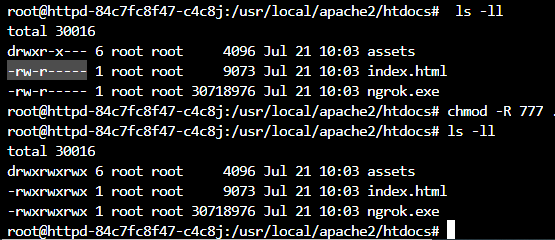 root@httpd-84c7fc8f47-c4c8j:/usr/local/apache2/htdocs#  ls -ll
total 30016
drwxr-x--- 6 root root     4096 Jul 21 10:03 assets
-rw-r----- 1 root root     9073 Jul 21 10:03 index.html
-rw-r----- 1 root root 30718976 Jul 21 10:03 ngrok.exe
root@httpd-84c7fc8f47-c4c8j:/usr/local/apache2/htdocs# chmod -R 777 .
root@httpd-84c7fc8f47-c4c8j:/usr/local/apache2/htdocs# ls -ll
total 30016
drwxrwxrwx 6 root root     4096 Jul 21 10:03 assets
-rwxrwxrwx 1 root root     9073 Jul 21 10:03 index.html
-rwxrwxrwx 1 root root 30718976 Jul 21 10:03 ngrok.exe
root@httpd-84c7fc8f47-c4c8j:/usr/local/apache2/htdocs#